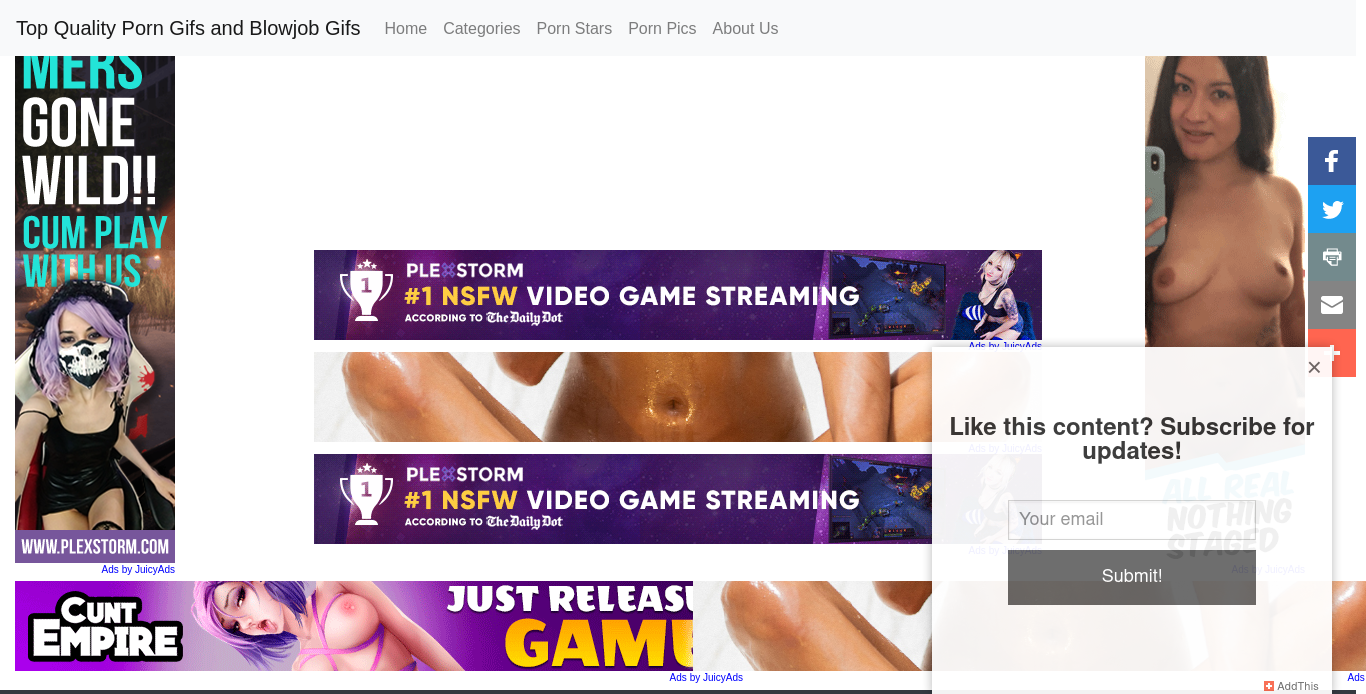 Top Quality Porn Gifs and Blowjob Gifs Home Categories Porn Stars Porn Pics About Us
MERS
GONE
WILD!!
CUM PLAY
WITH US
WWW.PLEXSTORM.COM
Ads by JuicyAds
1 PLEXSTORM
#1 NSFW VIDEO GAME STREAMING
ACCORDING TO The Daily Dot
Ads by JuicyAds
Ads by JuicyAds
1 PLEXSTORM
#1 NSFW VIDEO GAME STREAMING
ACCORDING TO The Daily Dot
Ads by JuicyAds
ALL REAL
NOTHING
STAGED
Ads by JuicyAds
Like this content? Subscribe for
updates!
Your email
Submit!
AddThis
CUNT
EMPIRE
JUST RELEAS
GAM
Ads by JuicyAds
Ads